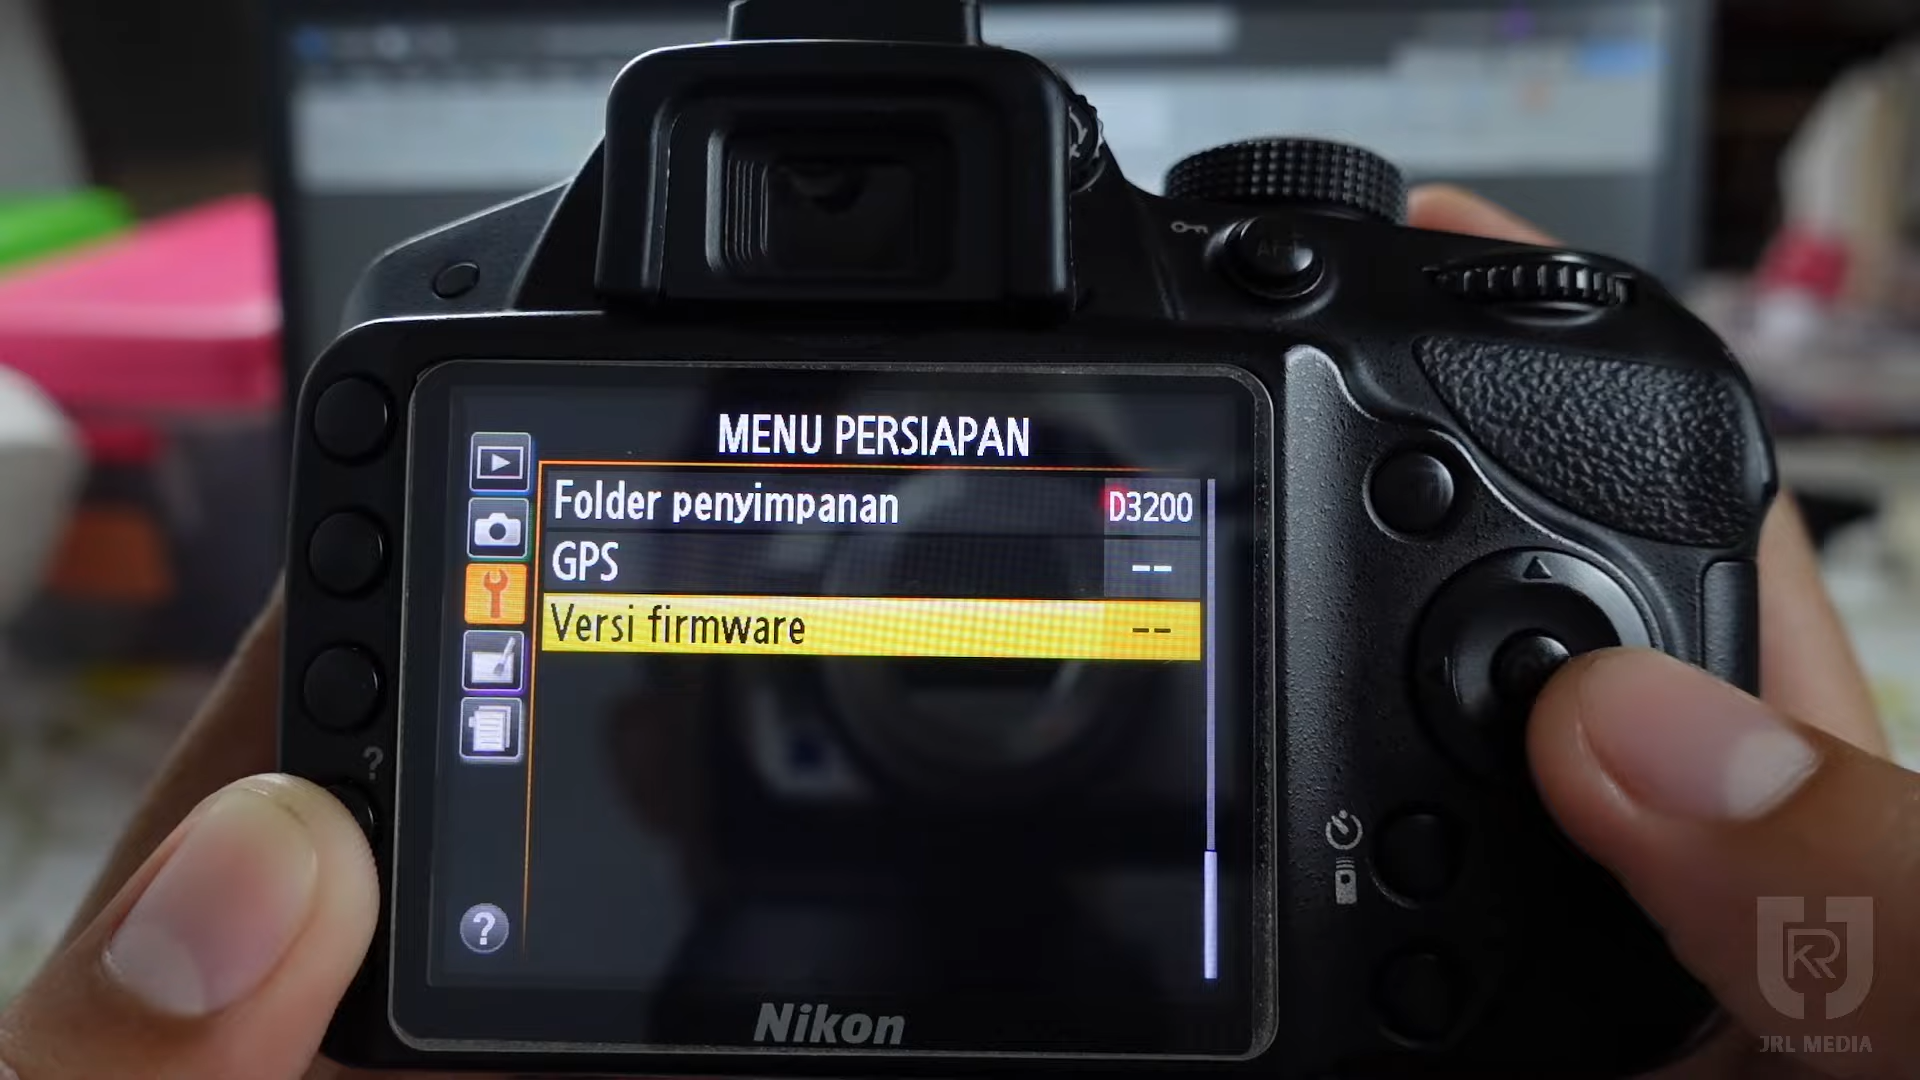 MENU PERSIAPAN
Folder penyimpanan D3200
GPS --
Versi firmware --
?
?
Nikon
JRL MEDIA